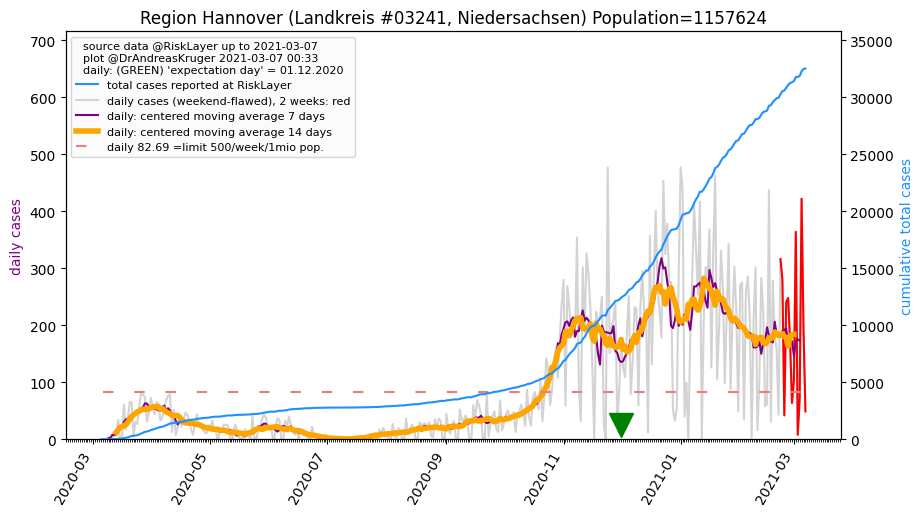 Region Hannover (Landkreis #03241, Niedersachsen) Population=1157624
source data @RiskLayer up to 2021-03-07
plot @DrAndreasKruger 2021-03-07 00:33
daily: (GREEN) 'expectation day' = 01.12.2020
total cases reported at RiskLayer
daily cases (weekend-flawed), 2 weeks: red
daily: centered moving average 7 days
daily: centered moving average 14 days
daily 82.69 =limit 500/week/1mio pop.
daily cases
700
600
500
400
300
200
100
0
35000
30000
25000
20000
15000
10000
5000
0
cumulative total cases
2020-03
2020-05
2020-07
2020-09
2020-11
2021-01
2021-03